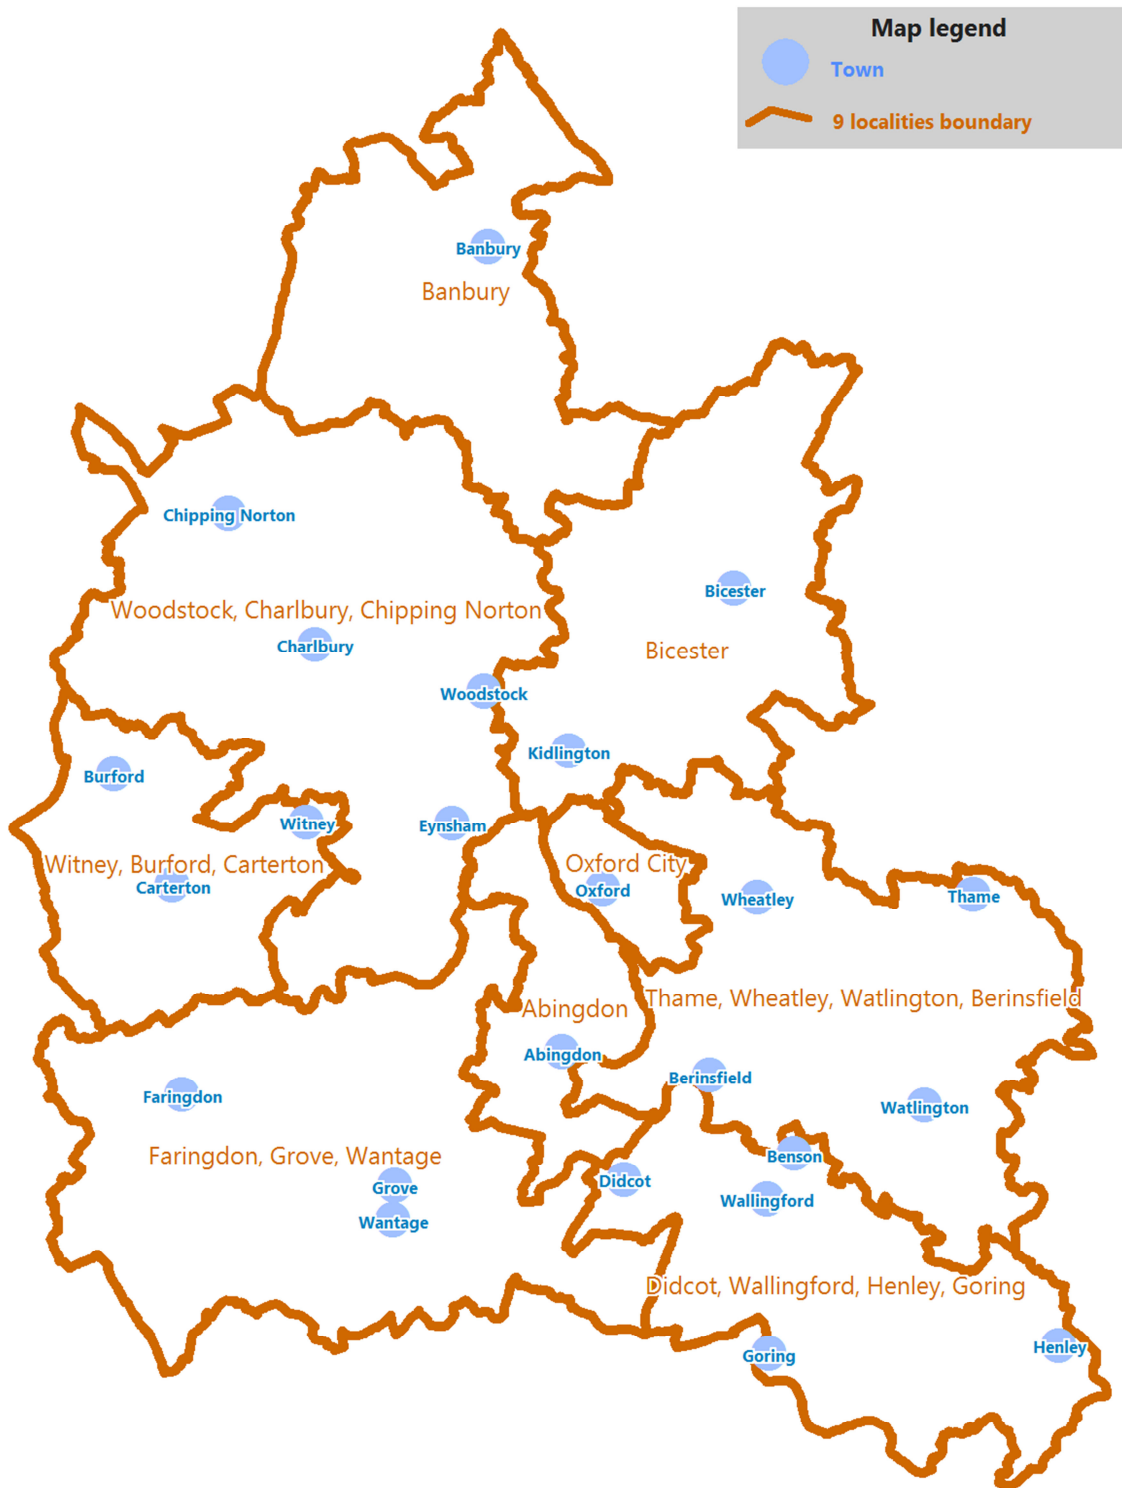 Map legend
Town
9 localities boundary
Banbury
Banbury
Chipping Norton
Bicester
Woodstock, Charlbury, Chipping Norton
Charlbury
Bicester
Woodstock
Kidlington
Burford
Witney
Eynsham
Witney, Burford, Carterton
Oxford City
Carterton
Oxford
Wheatley
Thame
Thame, Wheatley, Watlington, Berinsfield
Abingdon
Abingdon
Berinsfield
Faringdon
Watlington
Faringdon, Grove, Wantage
Benson
Didcot
Grove
Wallingford
Wantage
Didcot, Wallingford, Henley, Goring
Henley
Goring